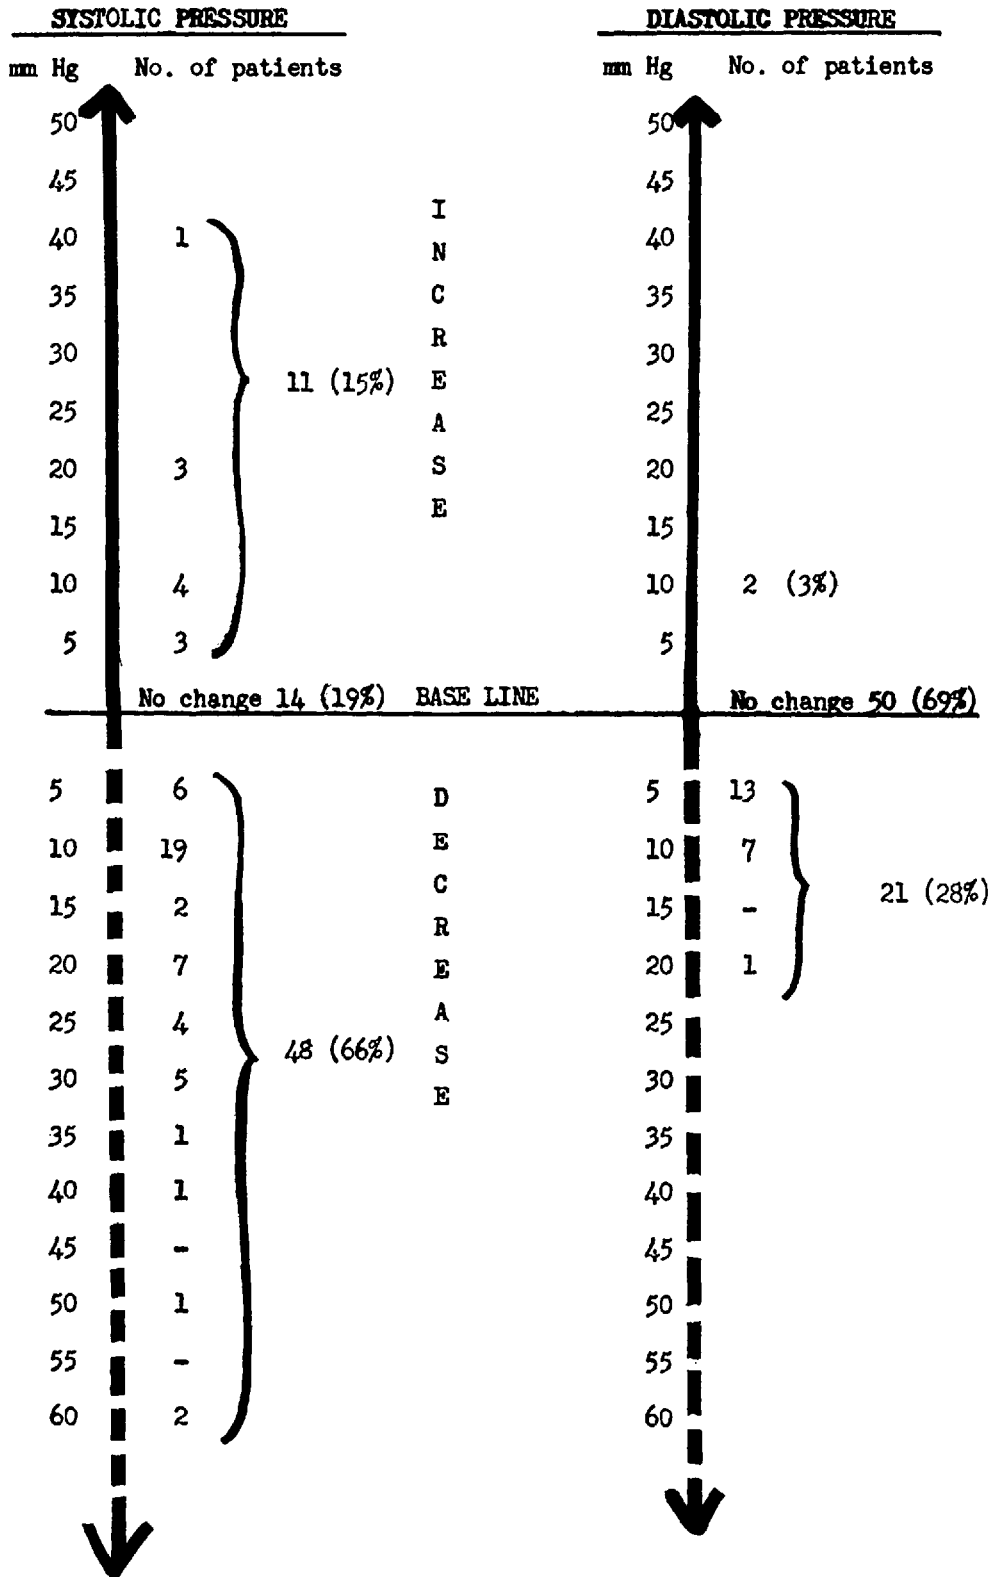 SYSTOLIC PRESSURE DIASTOLIC PRESSURE
mm Hg No. of patients mm Hg No. of patients
50 50
45 45
40 1 40
35 35
30 30
11 (15%)
25 25
20 3 20
15 15
10 4 10 2 (3%)
5 3 5
INCREASE
No change 14 (19%) BASE LINE No change 50 (69%)
5 6 5 13
10 19 10 7
15 2 15 - 21 (28%)
20 7 20 1
25 4 25
48 (66%)
30 5 30
35 1 35
40 1 40
45 - 45
50 1 50
55 - 55
60 2 60
DECREASE